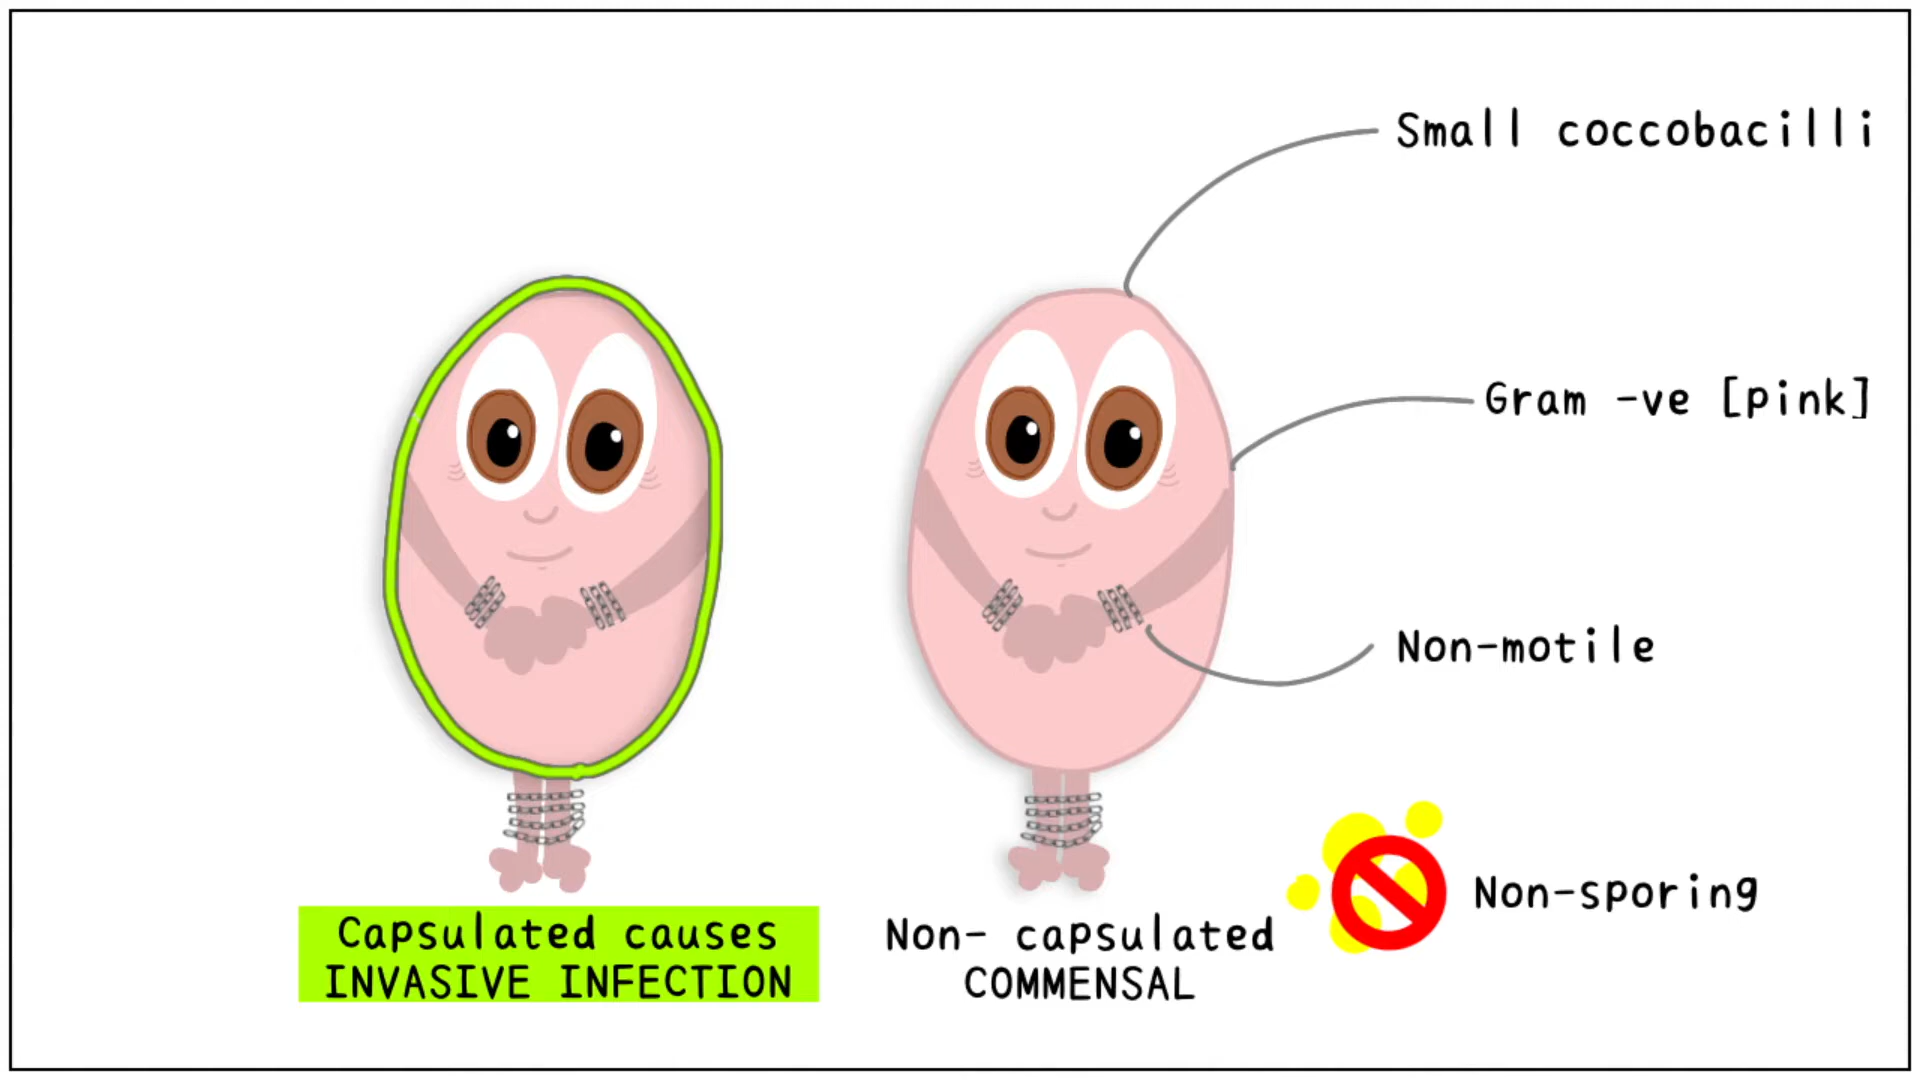 Small coccobacilli
Gram -ve [pink]
Non-motile
Non-sporing
Capsulated causes
INVASIVE INFECTION
Non- capsulated
COMMENSAL